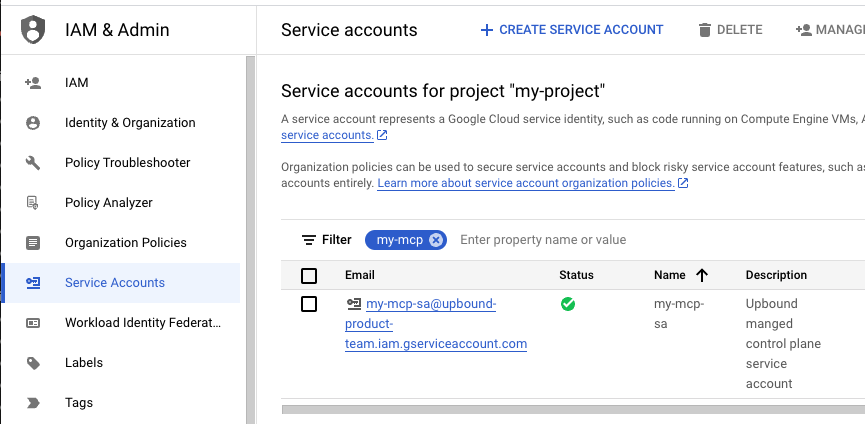 IAM & Admin
Service accounts
CREATE SERVICE ACCOUNT
DELETE
MANAG
IAM
Identity & Organization
Policy Troubleshooter
Policy Analyzer
Organization Policies
Service Accounts
Workload Identity Federat...
Labels
Tags
Service accounts for project "my-project"
A service account represents a Google Cloud service identity, such as code running on Compute Engine VMs, A
service accounts.
Organization policies can be used to secure service accounts and block risky service account features, such as
accounts entirely. Learn more about service account organization policies.
Filter
my-mcp
Enter property name or value
Email
Status
Name
Description
my-mcp-sa@upbound-
product-
team.iam.gserviceaccount.com
my-mcp-
sa
Upbound
manged
control plane
service
account